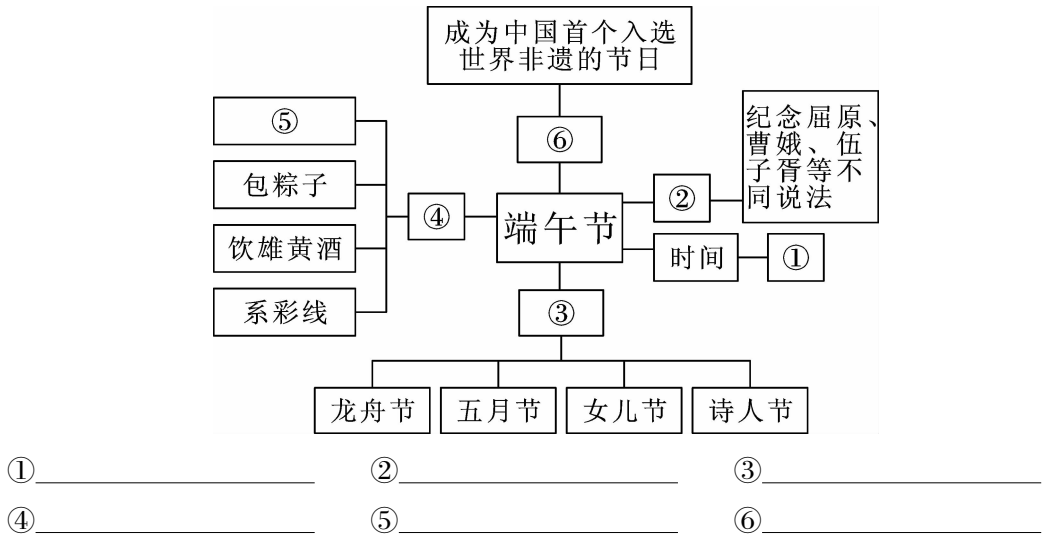 成为中国首个入选
世界非遗的节日
⑤
⑥
纪念屈原、
曹娥、伍
子胥等不
同说法
包粽子
④
端午节
②
饮雄黄酒
时间
①
系彩线
③
龙舟节
五月节
女儿节
诗人节
①
②
③
④
⑤
⑥